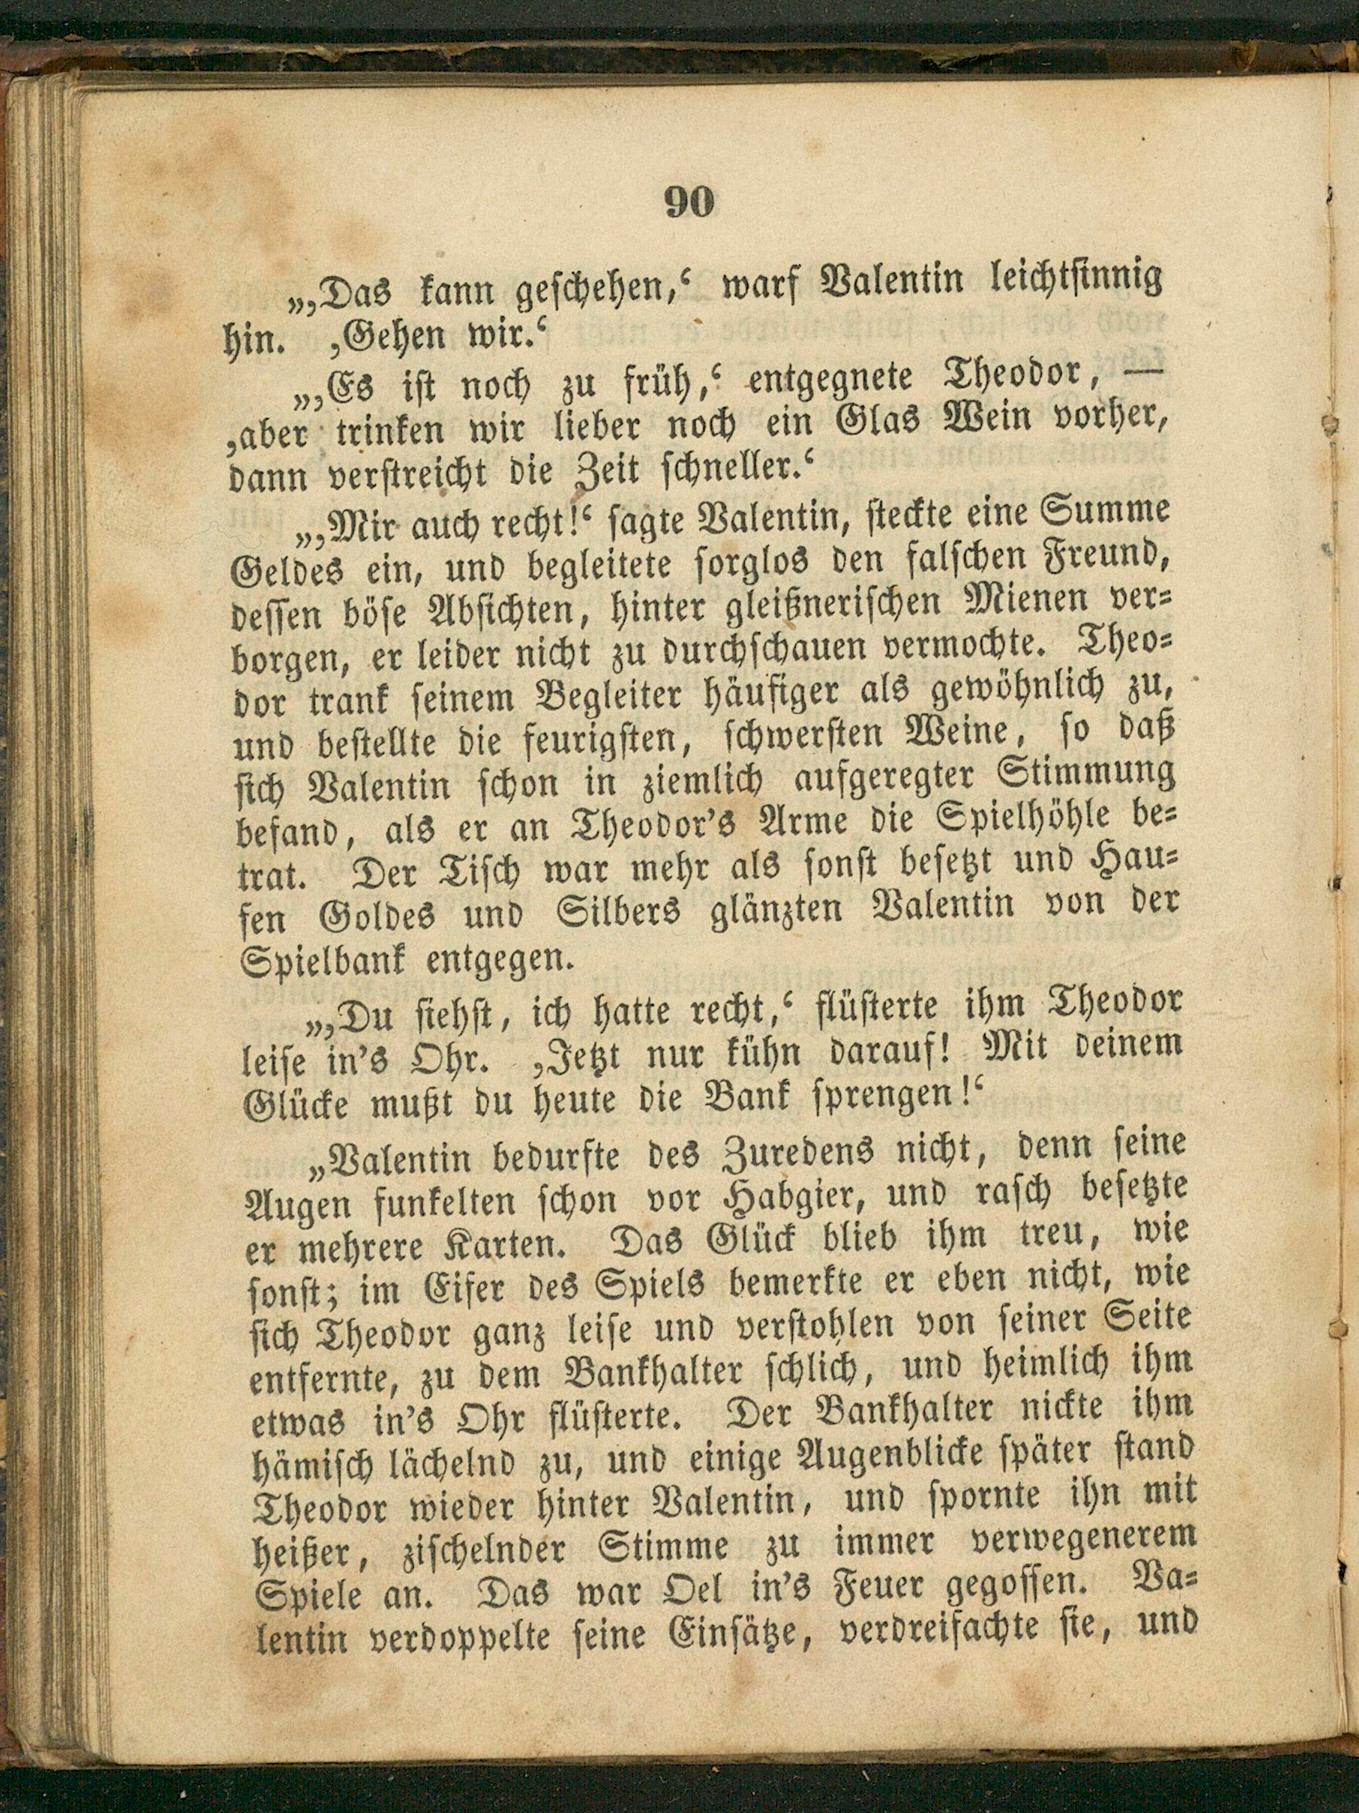 90
„‚Das kann geschehen,‘ warf Valentin leichtsinnig
hin. ‚Gehen wir.‘
„‚Es ist noch zu früh,‘ entgegnete Theodor, —
‚aber trinken wir lieber noch ein Glas Wein vorher,
dann verstreicht die Zeit schneller.‘
„‚Mir auch recht!‘ sagte Valentin, steckte eine Summe
Geldes ein, und begleitete sorglos den falschen Freund,
dessen böse Absichten, hinter gleißnerischen Mienen ver-
borgen, er leider nicht zu durchschauen vermochte. Theo-
dor trank seinem Begleiter häufiger als gewöhnlich zu,
und bestellte die feurigsten, schwersten Weine, so daß
sich Valentin schon in ziemlich aufgeregter Stimmung
befand, als er an Theodor's Arme die Spielhöhle be-
trat. Der Tisch war mehr als sonst besetzt und Hau-
fen Goldes und Silbers glänzten Valentin von der
Spielbank entgegen.
„‚Du siehst, ich hatte recht,‘ flüsterte ihm Theodor
leise in's Ohr. ‚Jetzt nur kühn darauf! Mit deinem
Glücke mußt du heute die Bank sprengen!‘
„Valentin bedurfte des Zuredens nicht, denn seine
Augen funkelten schon vor Habgier, und rasch besetzte
er mehrere Karten. Das Glück blieb ihm treu, wie
sonst; im Eifer des Spiels bemerkte er eben nicht, wie
sich Theodor ganz leise und verstohlen von seiner Seite
entfernte, zu dem Bankhalter schlich, und heimlich ihm
etwas in's Ohr flüsterte. Der Bankhalter nickte ihm
hämisch lächelnd zu, und einige Augenblicke später stand
Theodor wieder hinter Valentin, und spornte ihn mit
heißer, zischelnder Stimme zu immer verwegenerem
Spiele an. Das war Oel in's Feuer gegossen. Va-
lentin verdoppelte seine Einsätze, verdreifachte sie, und